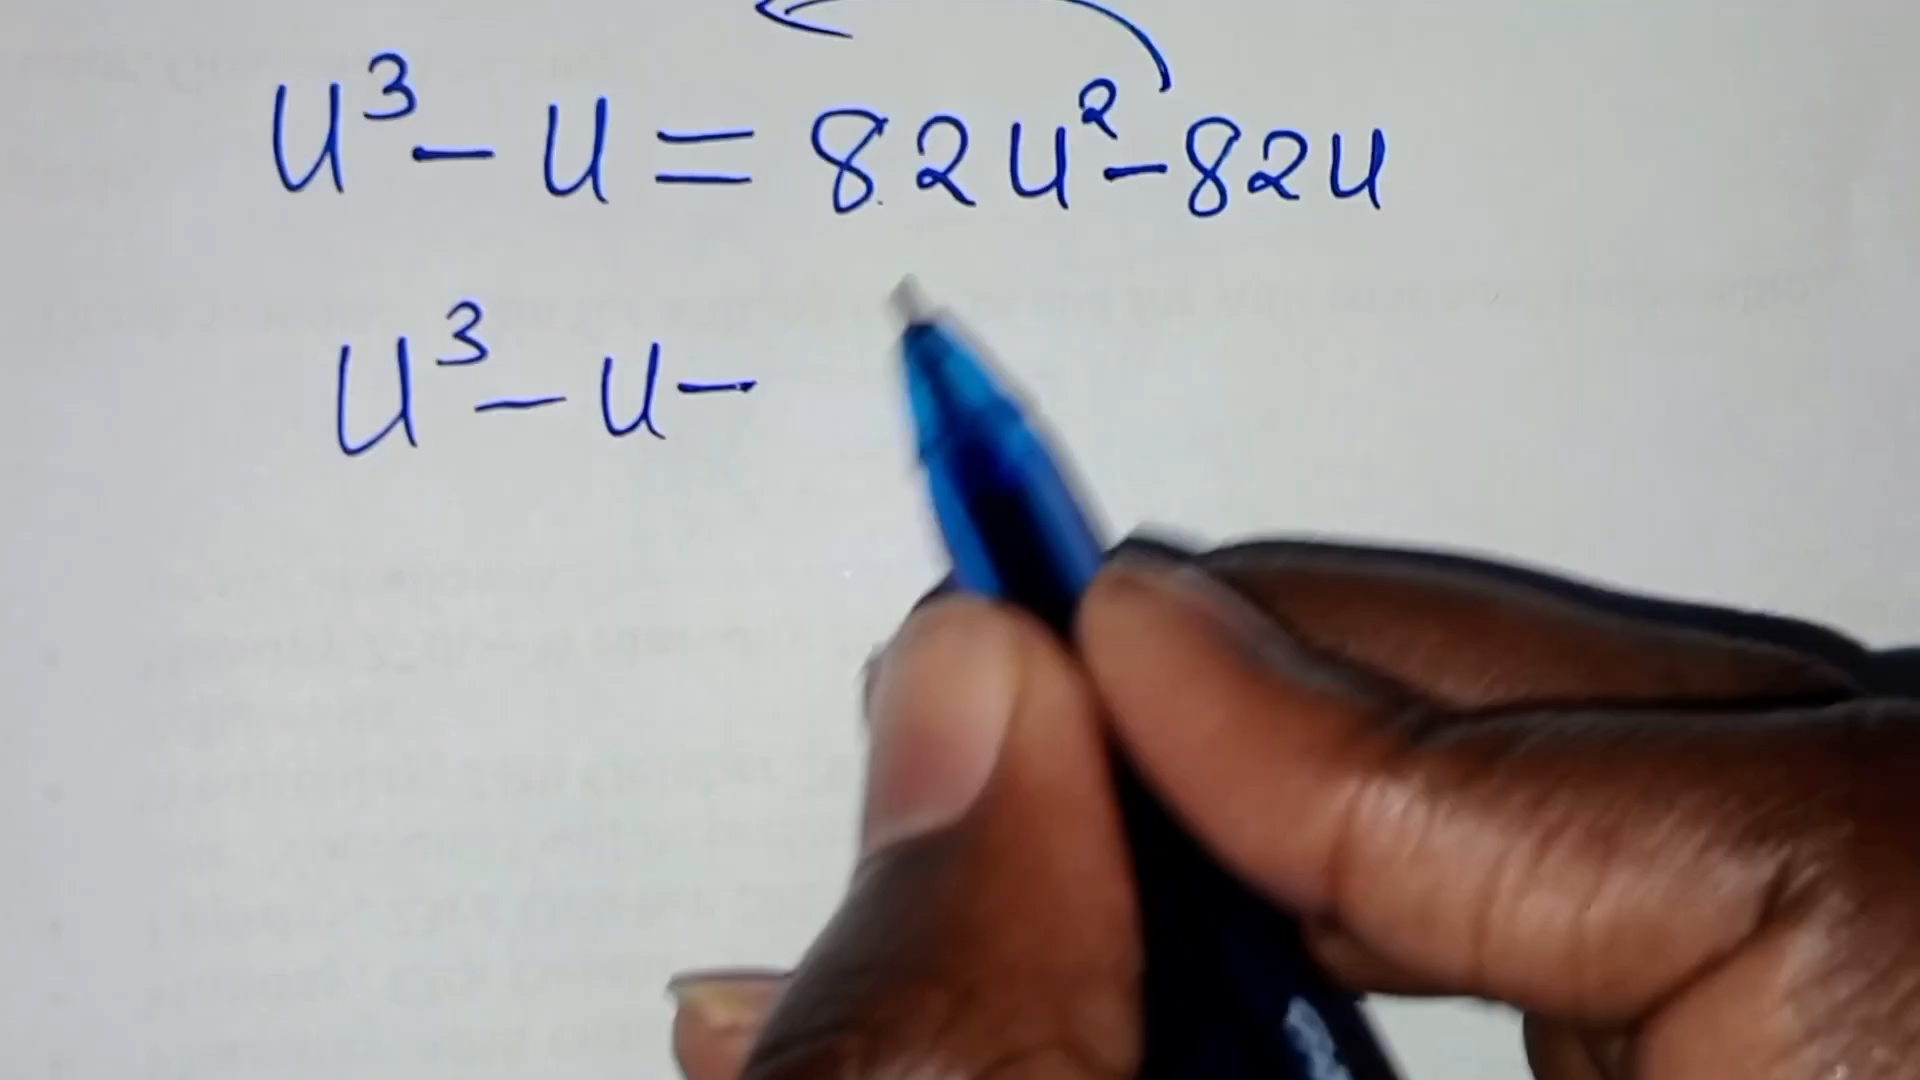 u³ - u = 82u² - 82u
u³ - u -